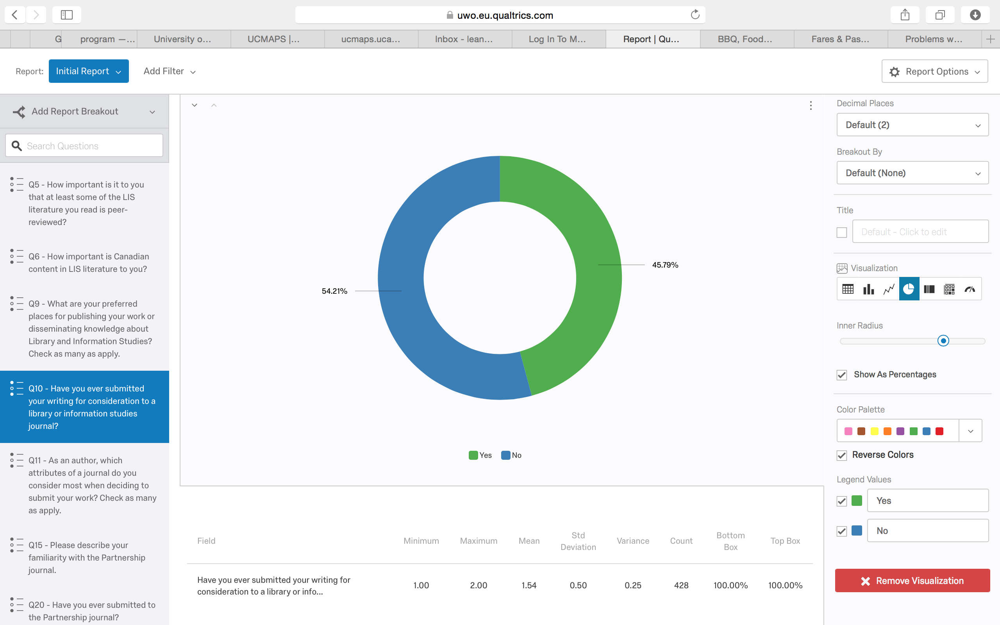 uwo.eu.qualtrics.com
G
program —...
University o...
UCMAPS |...
ucmaps.uca...
Inbox - lean...
Log In To M...
Report | Qu...
BBQ, Food...
Fares & Pas...
Problems w...
Report:
Initial Report
Add Filter
Report Options
Add Report Breakout
Search Questions
Q5 - How important is it to you
that at least some of the LIS
literature you read is peer-
reviewed?
Q6 - How important is Canadian
content in LIS literature to you?
Q9 - What are your preferred
places for publishing your work or
disseminating knowledge about
Library and Information Studies?
Check as many as apply.
Q10 - Have you ever submitted
your writing for consideration to a
library or information studies
journal?
Q11 - As an author, which
attributes of a journal do you
consider most when deciding to
submit your work? Check as many
as apply.
Q15 - Please describe your
familiarity with the Partnership
journal.
Q20 - Have you ever submitted to
the Partnership journal?
45.79%
54.21%
Yes
No
Field
Minimum
Maximum
Mean
Std
Deviation
Variance
Count
Bottom
Box
Top Box
Have you ever submitted your writing for
consideration to a library or info...
1.00
2.00
1.54
0.50
0.25
428
100.00%
100.00%
Decimal Places
Default (2)
Breakout By
Default (None)
Title
Default - Click to edit
Visualization
Inner Radius
Show As Percentages
Color Palette
Reverse Colors
Legend Values
Yes
No
Remove Visualization